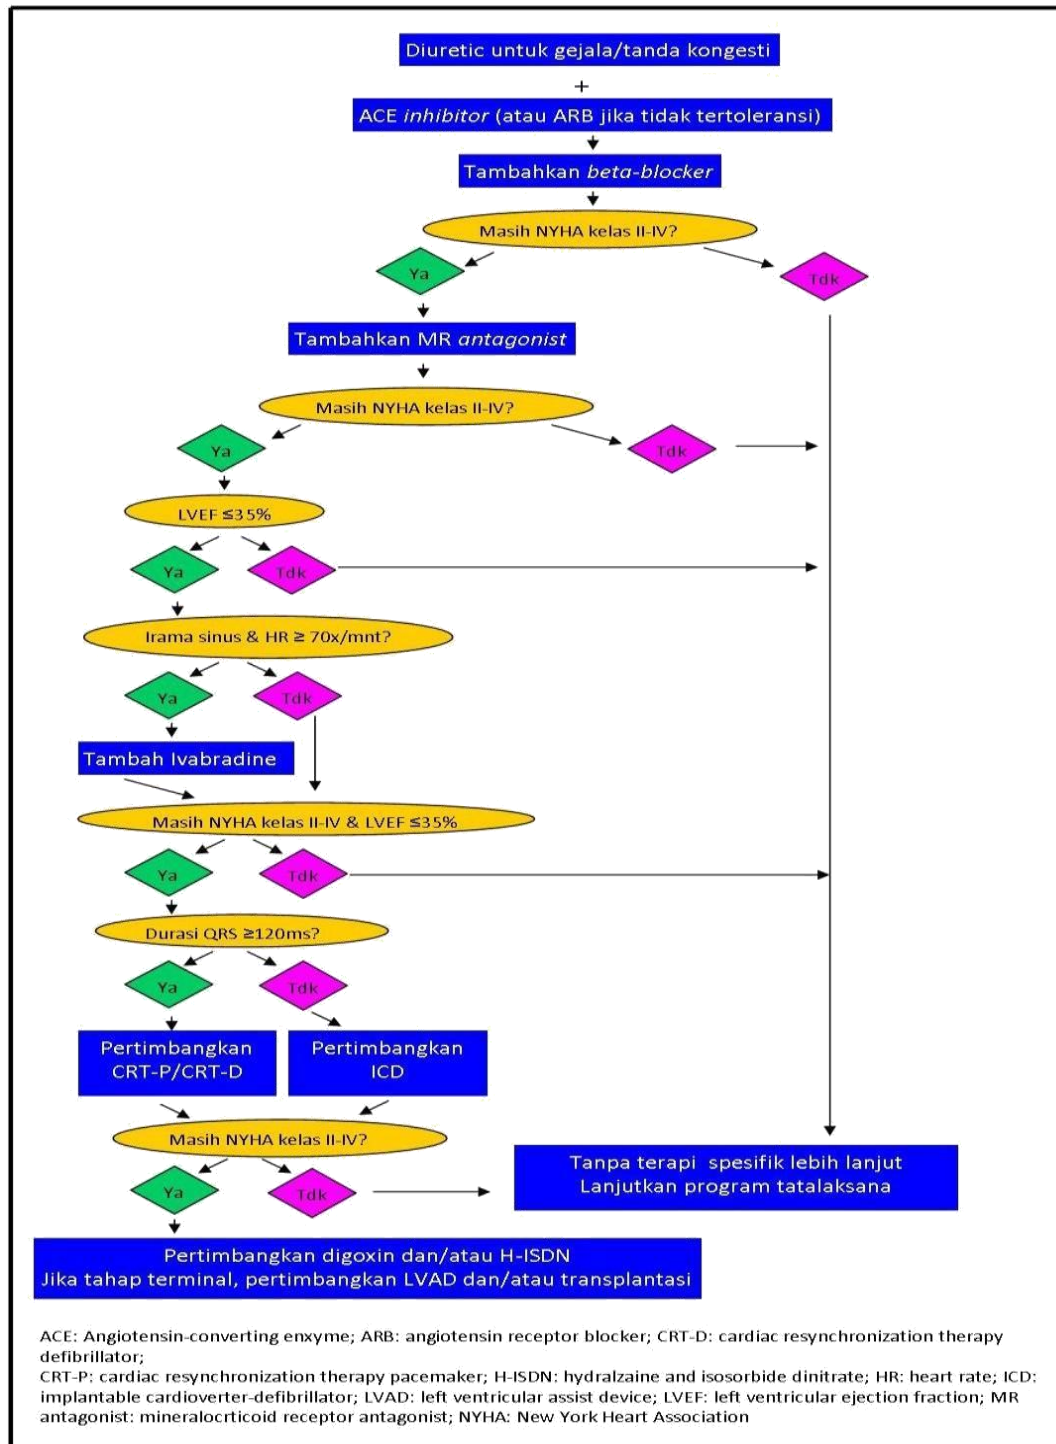 Diuretic untuk gejala/tanda kongesti
+
ACE inhibitor (atau ARB jika tidak tertoleransi)
Tambahkan beta-blocker
Masih NYHA kelas II-IV?
Ya
Tdk
Tambahkan MR antagonist
Masih NYHA kelas II-IV?
Ya
Tdk
LVEF ≤35%
Ya
Tdk
Irama sinus & HR ≥ 70x/mnt?
Ya
Tdk
Tambah Ivabradine
Masih NYHA kelas II-IV & LVEF ≤35%
Ya
Tdk
Durasi QRS ≥120ms?
Ya
Tdk
Pertimbangkan
CRT-P/CRT-D
Pertimbangkan
ICD
Masih NYHA kelas II-IV?
Ya
Tdk
Tanpa terapi spesifik lebih lanjut
Lanjutkan program tatalaksana
Pertimbangkan digoxin dan/atau H-ISDN
Jika tahap terminal, pertimbangkan LVAD dan/atau transplantasi
ACE: Angiotensin-converting enxyme; ARB: angiotensin receptor blocker; CRT-D: cardiac resynchronization therapy
defibrillator;
CRT-P: cardiac resynchronization therapy pacemaker; H-ISDN: hydralzaine and isosorbide dinitrate; HR: heart rate; ICD:
implantable cardioverter-defibrillator; LVAD: left ventricular assist device; LVEF: left ventricular ejection fraction; MR
antagonist: mineralocrticoid receptor antagonist; NYHA: New York Heart Association